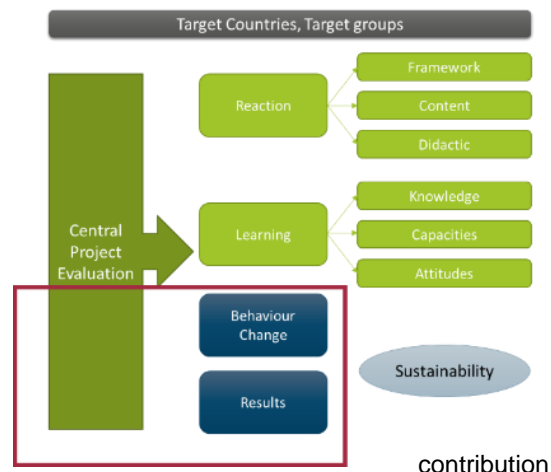 Target Countries, Target groups
Framework
Reaction
Content
Didactic
Knowledge
Central
Project
Evaluation
Learning
Capacities
Attitudes
Behaviour
Change
Sustainability
Results
contribution